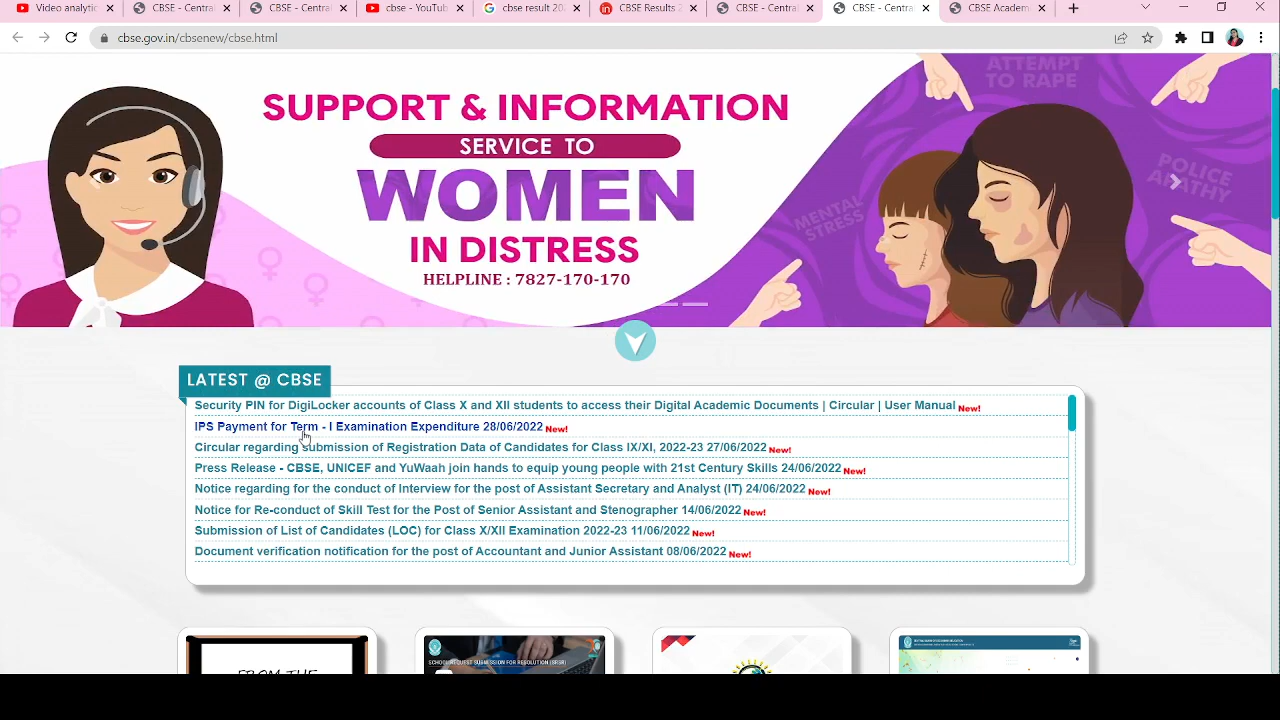 Video analytic
CBSE - Centra
CBSE - Centra
cbse - YouTub
cbse result 20
CBSE Results 2
CBSE - Centra
CBSE - Centra
CBSE Academ
cbse.gov.in/cbsenew/cbse.html
ATTEMPT
TO RAPE
SUPPORT & INFORMATION
SERVICE TO
WOMEN
IN DISTRESS
HELPLINE : 7827-170-170
POLICE
APATHY
MENTAL
STRESS
LATEST @ CBSE
Security PIN for DigiLocker accounts of Class X and XII students to access their Digital Academic Documents | Circular | User Manual New!
IPS Payment for Term - I Examination Expenditure 28/06/2022 New!
Circular regarding submission of Registration Data of Candidates for Class IX/XI, 2022-23 27/06/2022 New!
Press Release - CBSE, UNICEF and YuWaah join hands to equip young people with 21st Century Skills 24/06/2022 New!
Notice regarding for the conduct of Interview for the post of Assistant Secretary and Analyst (IT) 24/06/2022 New!
Notice for Re-conduct of Skill Test for the Post of Senior Assistant and Stenographer 14/06/2022 New!
Submission of List of Candidates (LOC) for Class X/XII Examination 2022-23 11/06/2022 New!
Document verification notification for the post of Accountant and Junior Assistant 08/06/2022 New!
FROM THE
SCHOOL REQUEST SUBMISSION FOR RESOLUTION (SRSR)